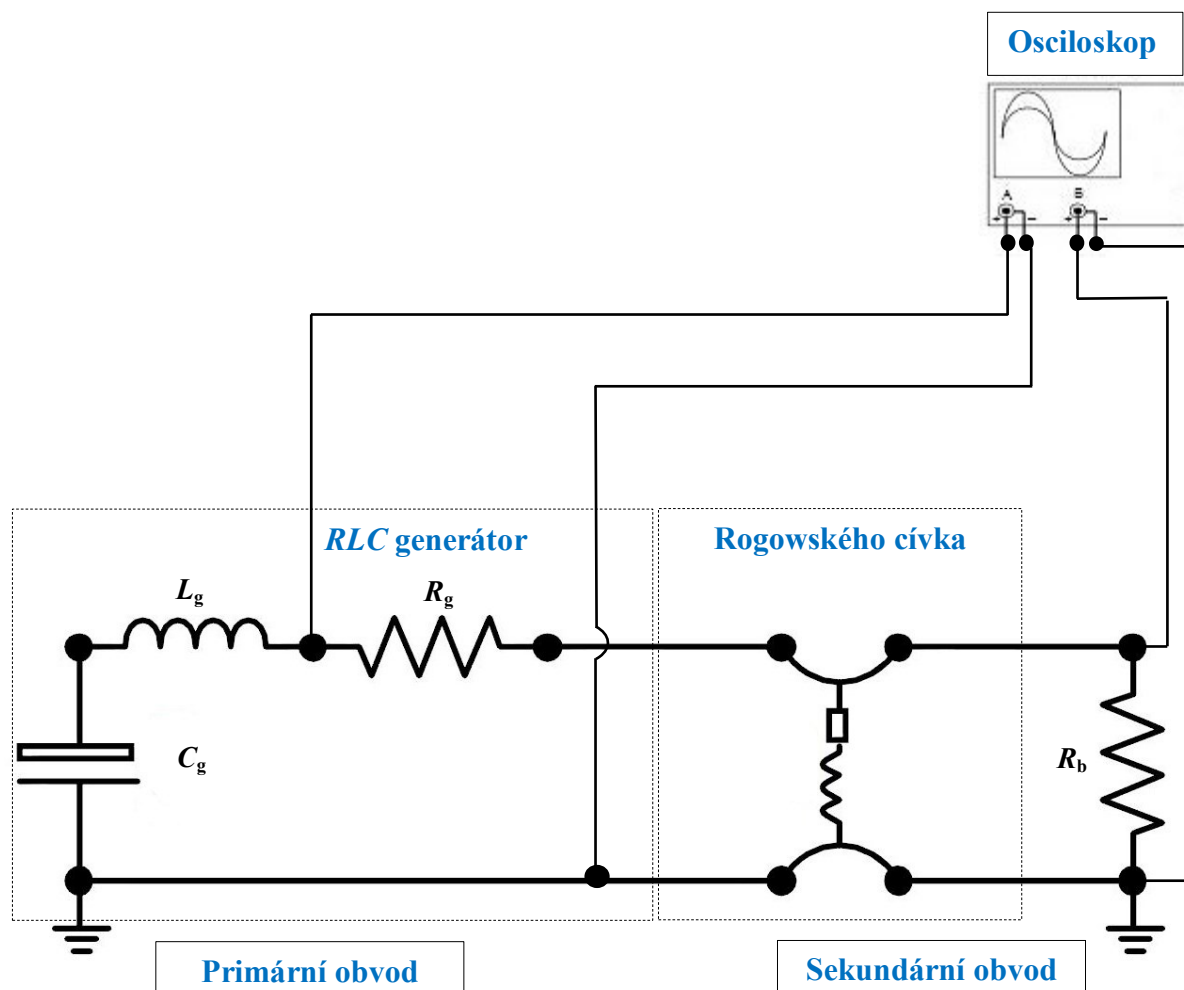 Osciloskop
A B
+ − + −
RLC generátor
Rogowského cívka
Lg
Rg
Cg
Rb
Primární obvod
Sekundární obvod